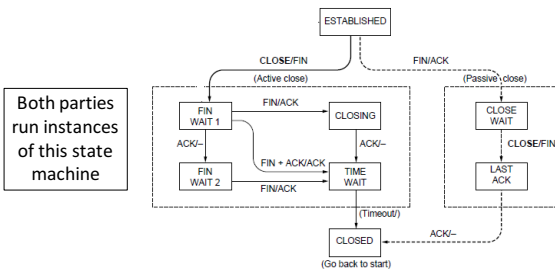 ESTABLISHED
CLOSE/FIN
FIN/ACK
(Active close)
(Passive close)
Both parties
run instances
of this state
machine
FIN
WAIT 1
FIN/ACK
CLOSING
CLOSE
WAIT
ACK/–
FIN + ACK/ACK
ACK/–
CLOSE/FIN
FIN
WAIT 2
FIN/ACK
TIME
WAIT
LAST
ACK
(Timeout/)
CLOSED
ACK/–
(Go back to start)